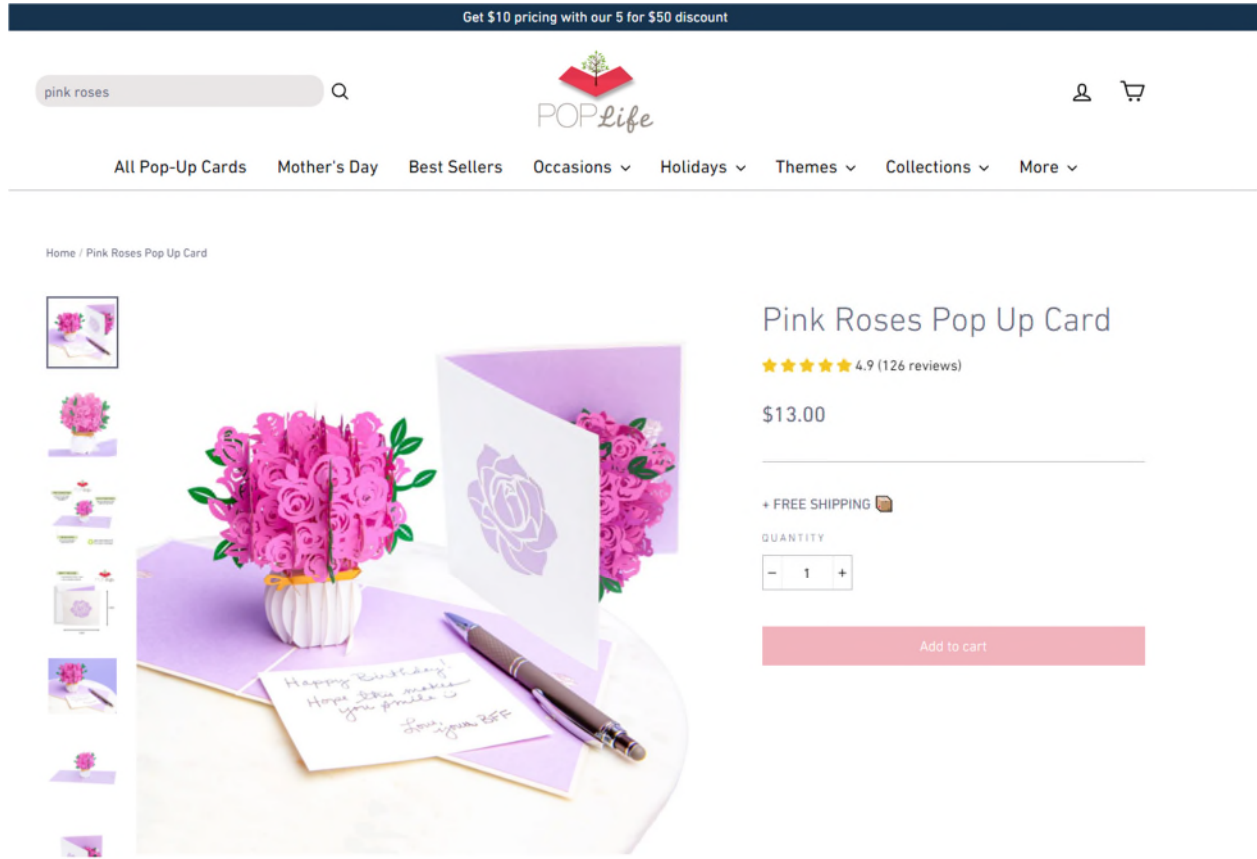 Get $10 pricing with our 5 for $50 discount
pink roses
POPLife
All Pop-Up Cards Mother's Day Best Sellers Occasions Holidays Themes Collections More
Home / Pink Roses Pop Up Card
Pink Roses Pop Up Card
4.9 (126 reviews)
$13.00
+ FREE SHIPPING
QUANTITY
− 1 +
Add to cart
Happy Birthday!
Hope this makes
you smile
Love,
your BFF